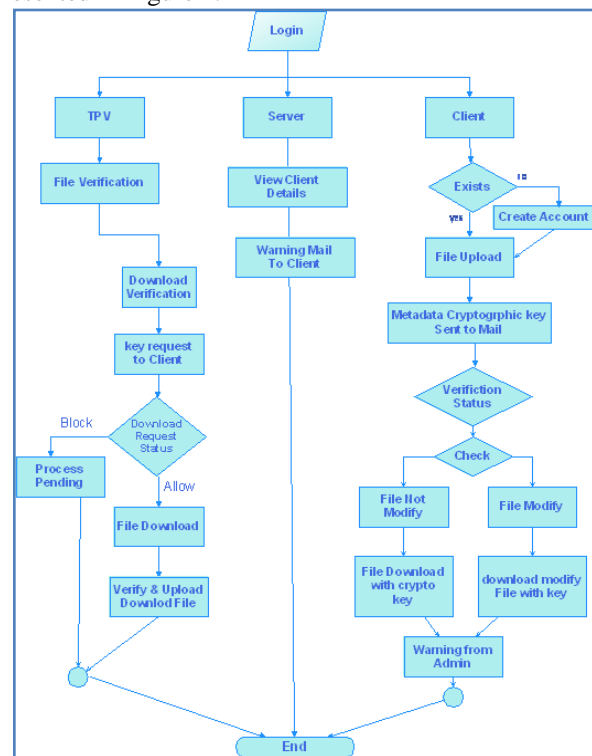 Login
TPV
Server
Client
File Verification
View Client
Details
Exists
no
yes
Create Account
Warning Mail
To Client
File Upload
Download
Verification
Metadata Cryptogrphic key
Sent to Mail
key request
to Client
Verifiction
Status
Block
Download
Request
Status
Check
Process
Pending
Allow
File Not
Modify
File Modify
File Download
File Download
with crypto
key
download modify
File with key
Verify & Upload
Downlod File
Warning from
Admin
End